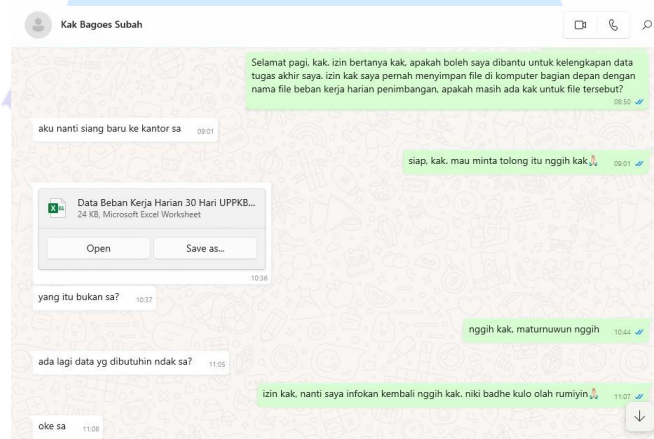 Kak Bagoes Subah
Selamat pagi, kak. izin bertanya kak, apakah boleh saya dibantu untuk kelengkapan data
tugas akhir saya. izin kak saya pernah menyimpan file di komputer bagian depan dengan
nama file beban kerja harian penimbangan, apakah masih ada kak untuk file tersebut?
08:50
aku nanti siang baru ke kantor sa 09:01
siap, kak. mau minta tolong itu nggih kak🙏🏻 09:01
Data Beban Kerja Harian 30 Hari UPPKB...
24 KB, Microsoft Excel Worksheet
Open Save as...
10:36
yang itu bukan sa? 10:37
nggih kak, maturnuwun nggih 10:44
ada lagi data yg dibutuhin ndak sa? 11:05
izin kak, nanti saya infokan kembali nggih kak. niki badhe kulo olah rumiyin🙏🏻 11:07
oke sa 11:08